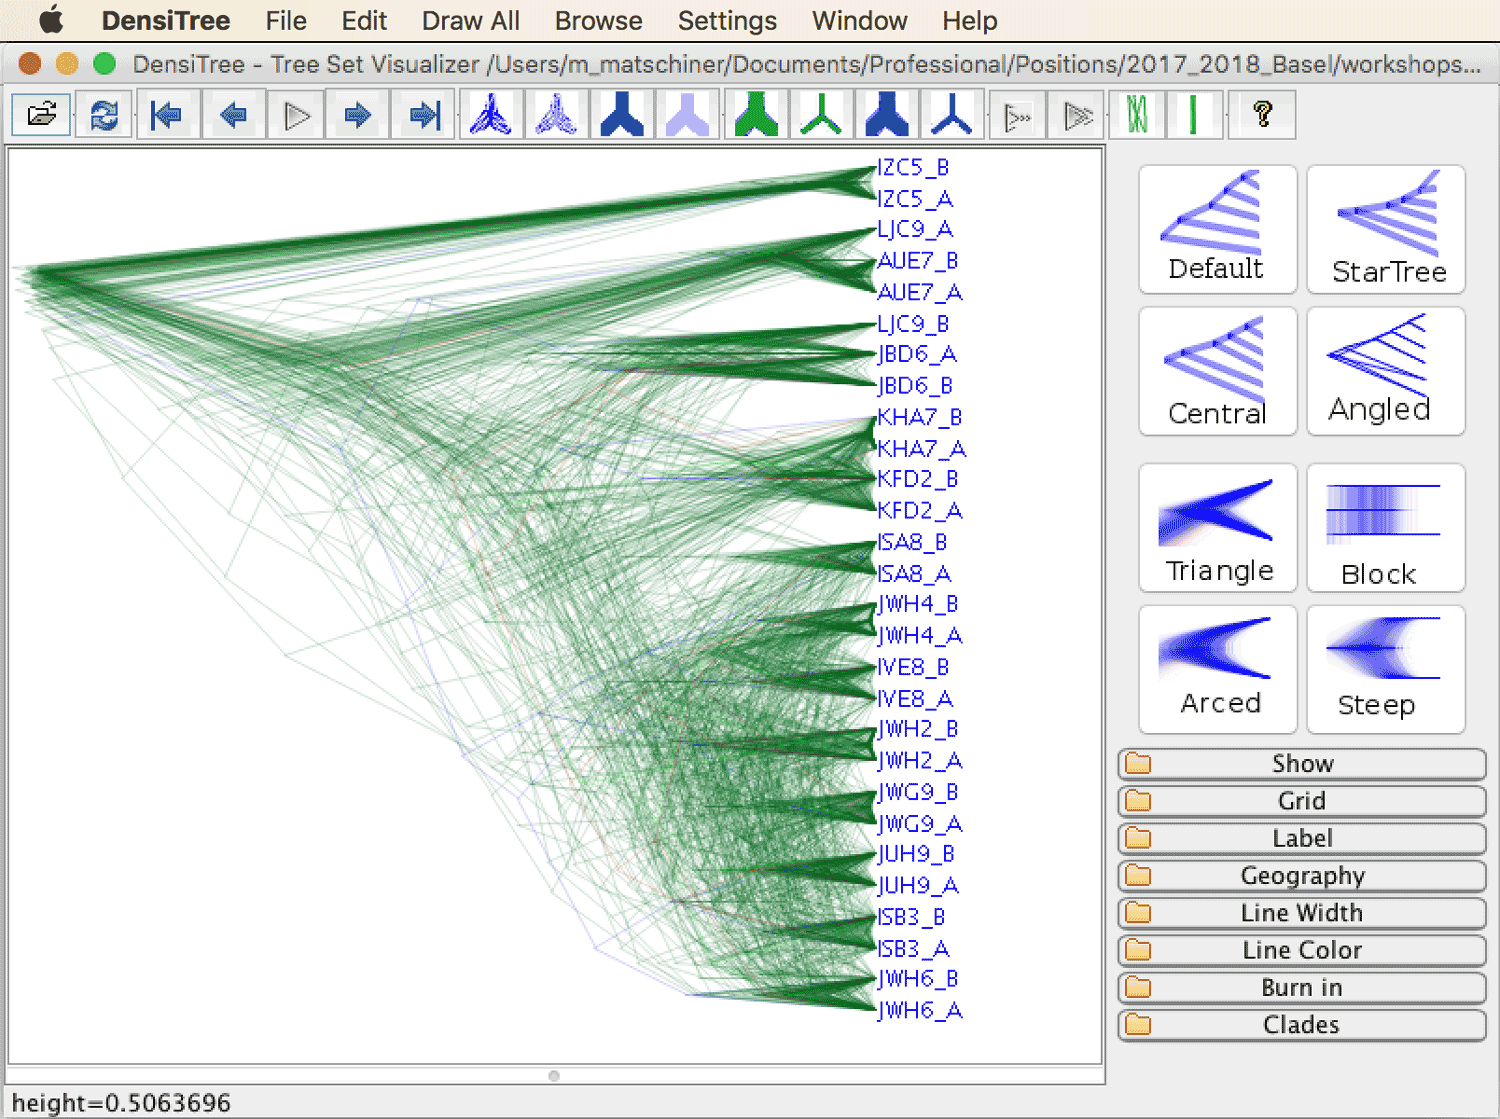 DensiTree File Edit Draw All Browse Settings Window Help
DensiTree - Tree Set Visualizer /Users/m_matschiner/Documents/Professional/Positions/2017_2018_Basel/workshops...
?
IZC5_B
IZC5_A
LJC9_A
AUE7_B
AUE7_A
LJC9_B
JBD6_A
JBD6_B
KHA7_B
KHA7_A
KFD2_B
KFD2_A
ISA8_B
ISA8_A
JWH4_B
JWH4_A
IVE8_B
IVE8_A
JWH2_B
JWH2_A
JWG9_B
JWG9_A
JUH9_B
JUH9_A
ISB3_B
ISB3_A
JWH6_B
JWH6_A
Default StarTree
Central Angled
Triangle Block
Arced Steep
Show
Grid
Label
Geography
Line Width
Line Color
Burn in
Clades
height=0.5063696